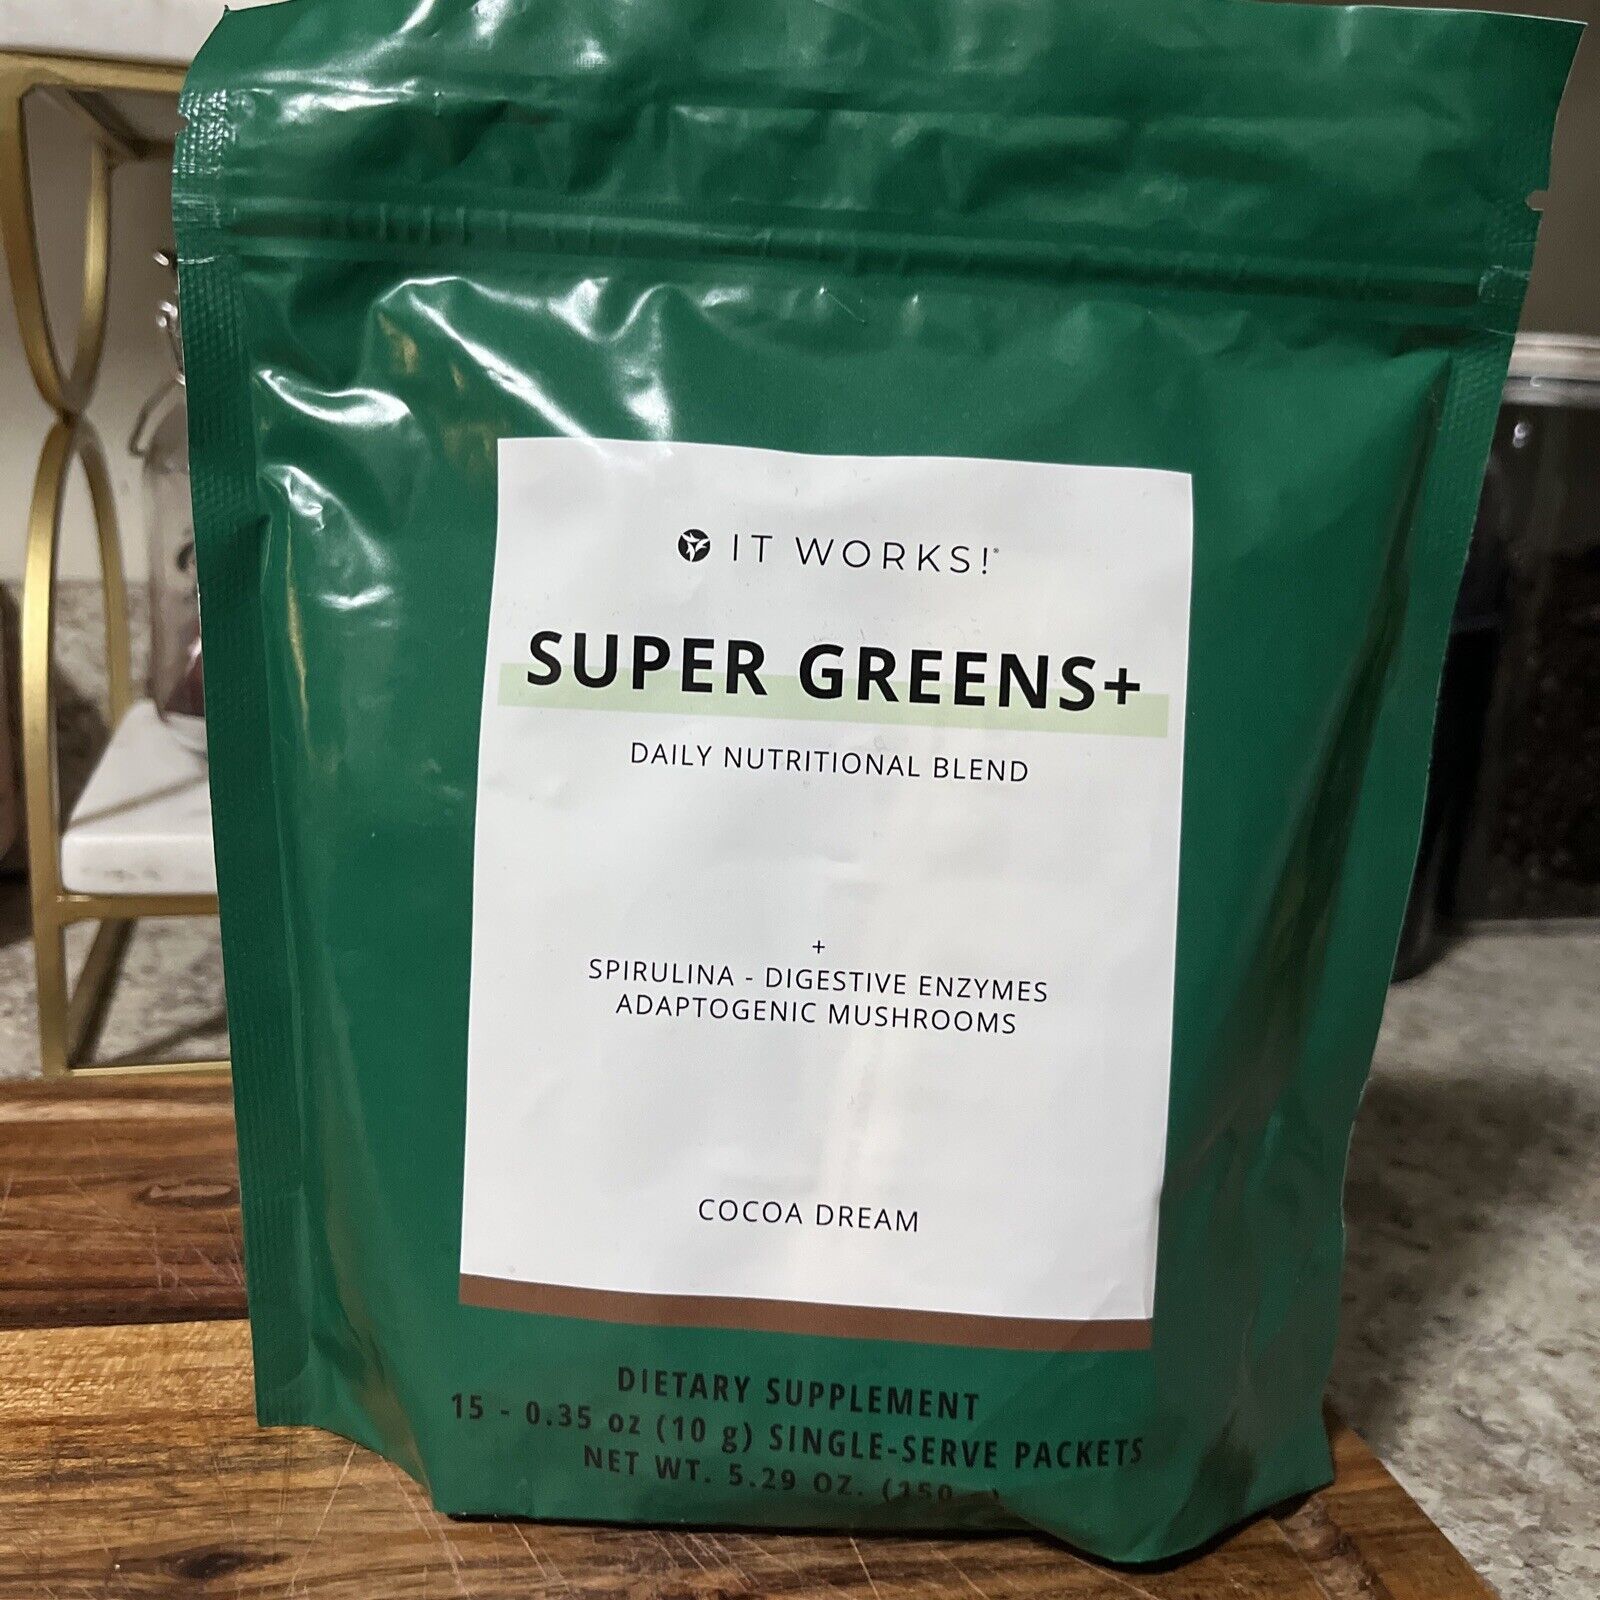 IT WORKS!®
SUPER GREENS+
DAILY NUTRITIONAL BLEND
+
SPIRULINA - DIGESTIVE ENZYMES
ADAPTOGENIC MUSHROOMS
COCOA DREAM
DIETARY SUPPLEMENT
15 - 0.35 oz (10 g) SINGLE-SERVE PACKETS
NET WT. 5.29 OZ. (150